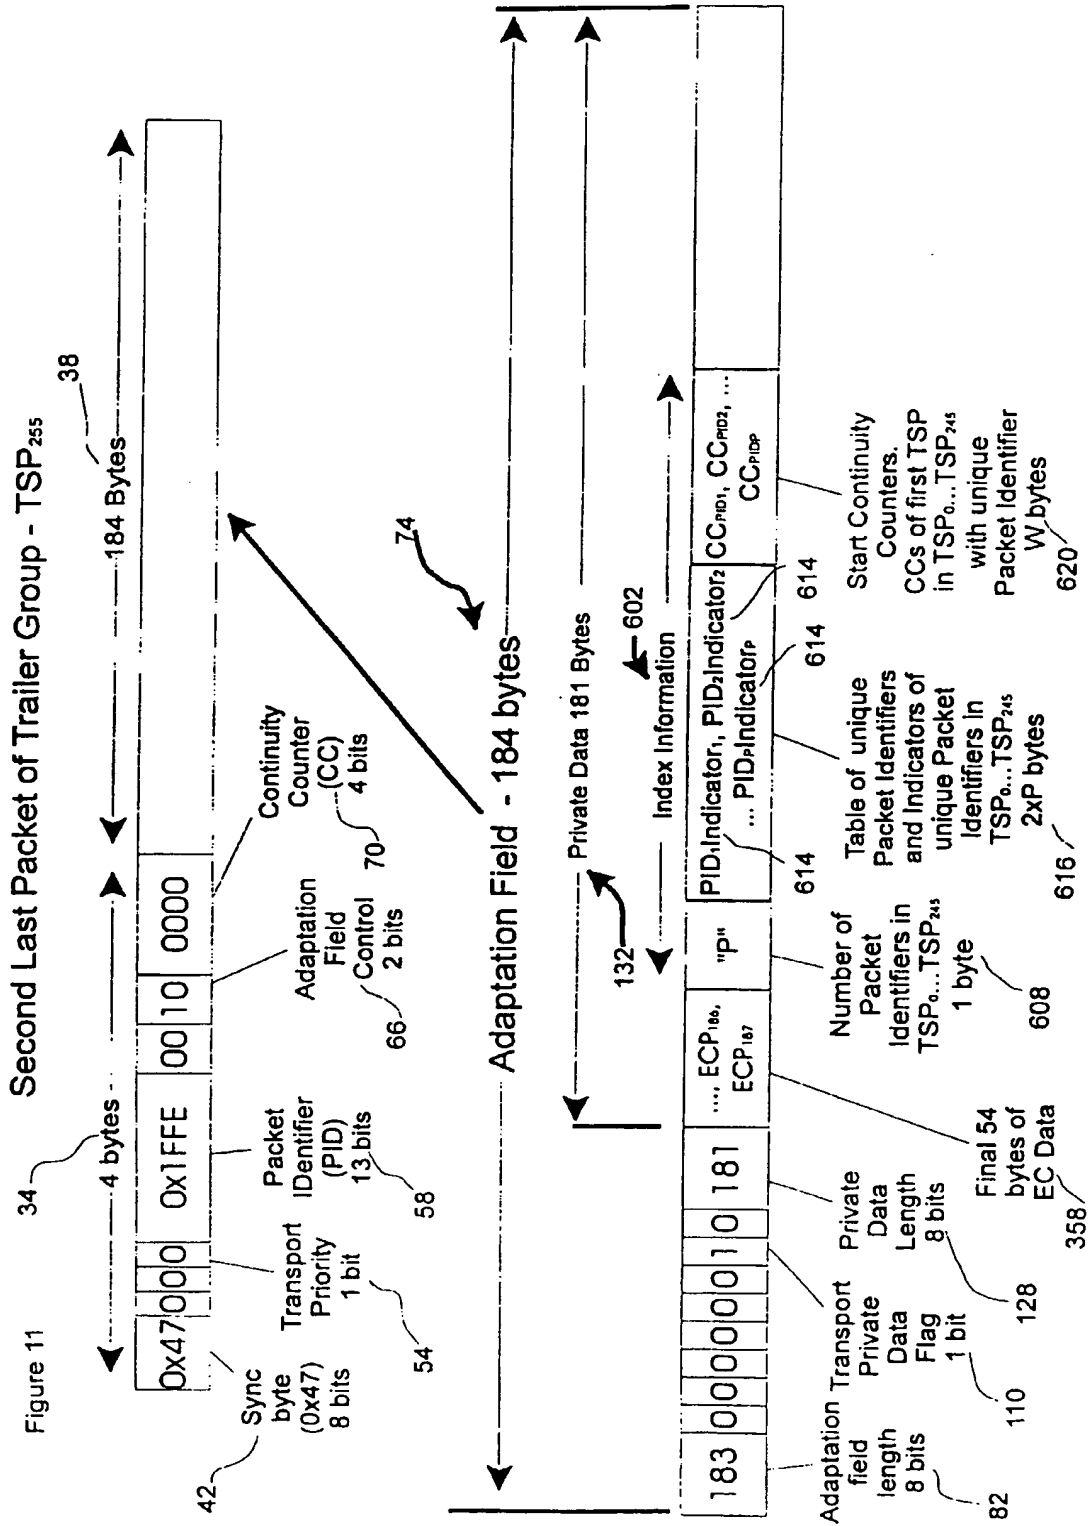 Figure 11
Second Last Packet of Trailer Group - TSP255
34
38
4 bytes
184 Bytes
0x47 0 0 0 0x1FFE 00 10 0000
42
Sync
byte
(0x47)
8 bits
Transport
Priority
1 bit
54
Packet
IDentifier
(PID)
13 bits
58
Adaptation
Field
Control
2 bits
66
Continuity
Counter
(CC)
4 bits
70
74
Adaptation Field - 184 bytes
Private Data 181 Bytes
132
602
Index Information
183 0 0 0 0 0 0 1 0 181
..., ECP186,
ECP187
"P"
PID1Indicator1, PID2Indicator2
... PIDPIndicatorP
CCPID1, CCPID2, ...
CCPIDP
Adaptation
field
length
8 bits
82
Transport
Private
Data
Flag
1 bit
110
Private
Data
Length
8 bits
128
Final 54
bytes of
EC Data
358
Number of
Packet
Identifiers in
TSP0...TSP245
1 byte
608
614
Table of unique
Packet Identifiers
and Indicators of
unique Packet
Identifiers in
TSP0...TSP245
2xP bytes
616
614
614
Start Continuity
Counters.
CCs of first TSP
in TSP0...TSP245
with unique
Packet Identifier
W bytes
620